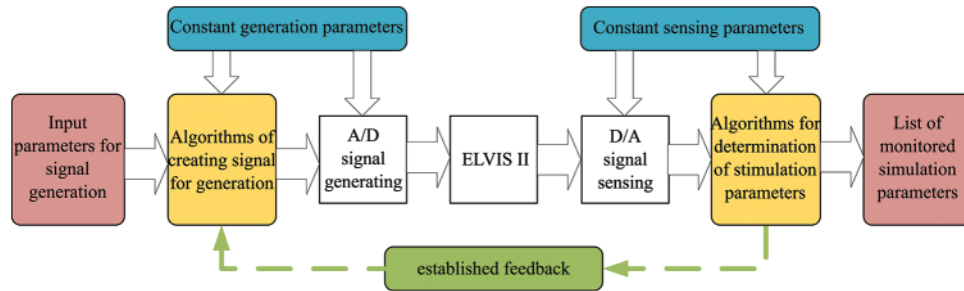 Constant generation parameters
Constant sensing parameters
Input
parameters for
signal
generation
Algorithms of
creating signal
for generation
A/D
signal
generating
ELVIS II
D/A
signal
sensing
Algorithms for
determination
of stimulation
parameters
List of
monitored
simulation
parameters
established feedback